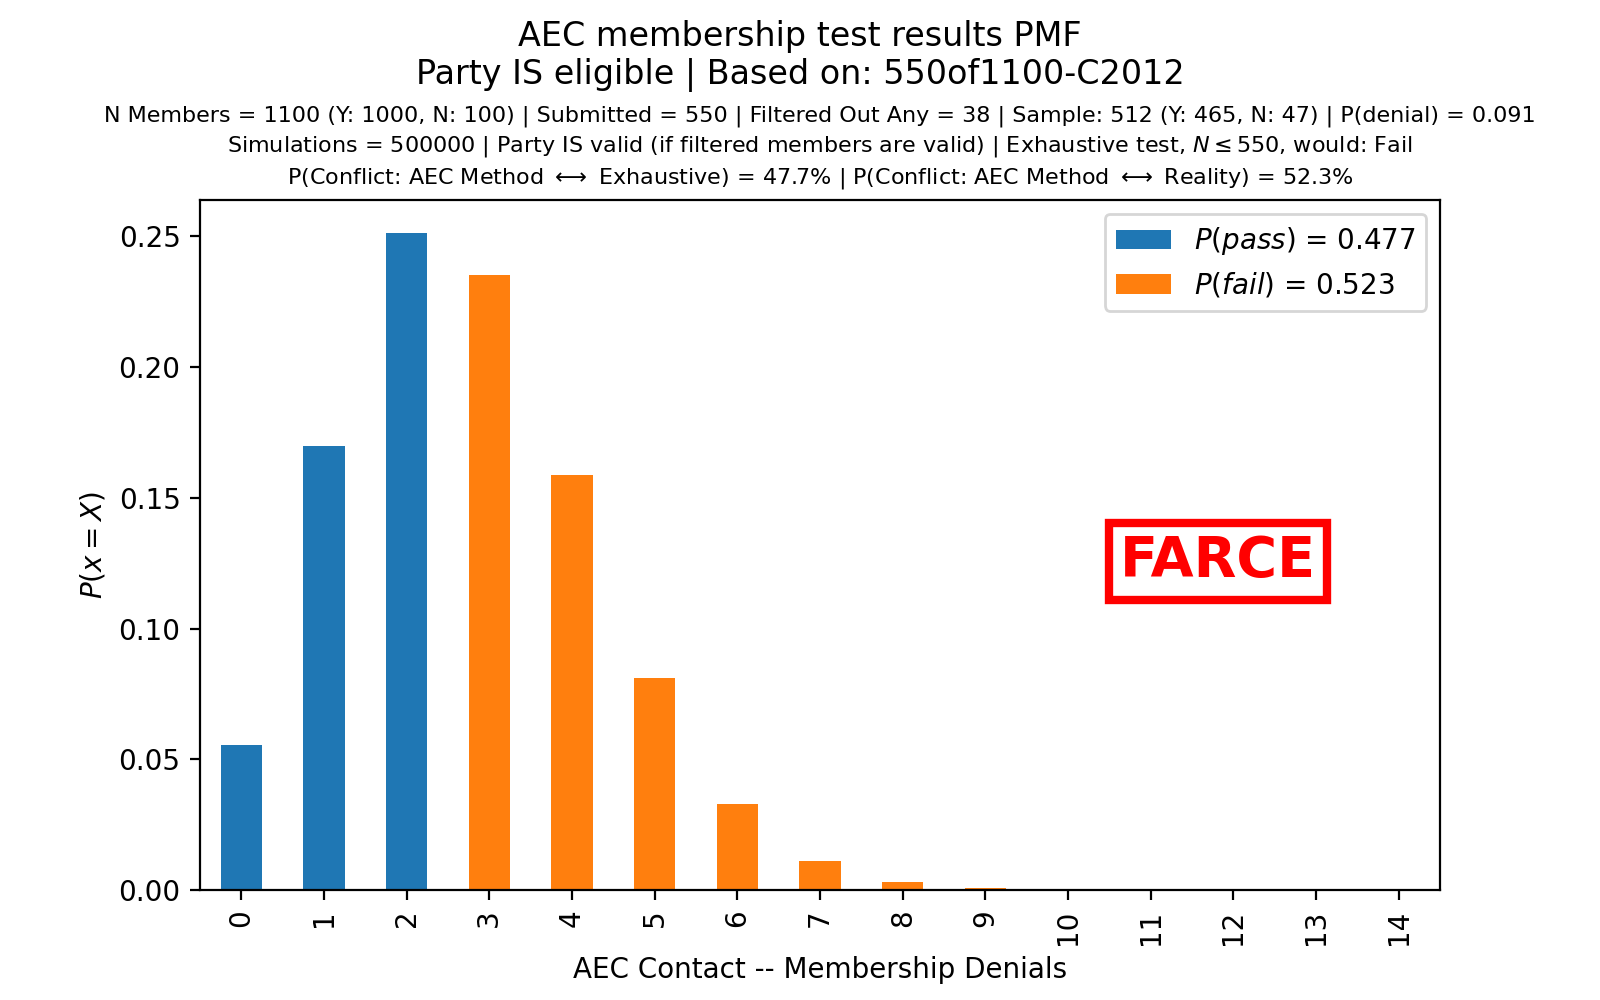 AEC membership test results PMF
Party IS eligible | Based on: 550of1100-C2012
N Members = 1100 (Y: 1000, N: 100) | Submitted = 550 | Filtered Out Any = 38 | Sample: 512 (Y: 465, N: 47) | P(denial) = 0.091
Simulations = 500000 | Party IS valid (if filtered members are valid) | Exhaustive test, N ≤ 550, would: Fail
P(Conflict: AEC Method ⟷ Exhaustive) = 47.7% | P(Conflict: AEC Method ⟷ Reality) = 52.3%
P(pass) = 0.477
P(fail) = 0.523
FARCE
P(x = X)
0.25
0.20
0.15
0.10
0.05
0.00
0 1 2 3 4 5 6 7 8 9 10 11 12 13 14
AEC Contact -- Membership Denials